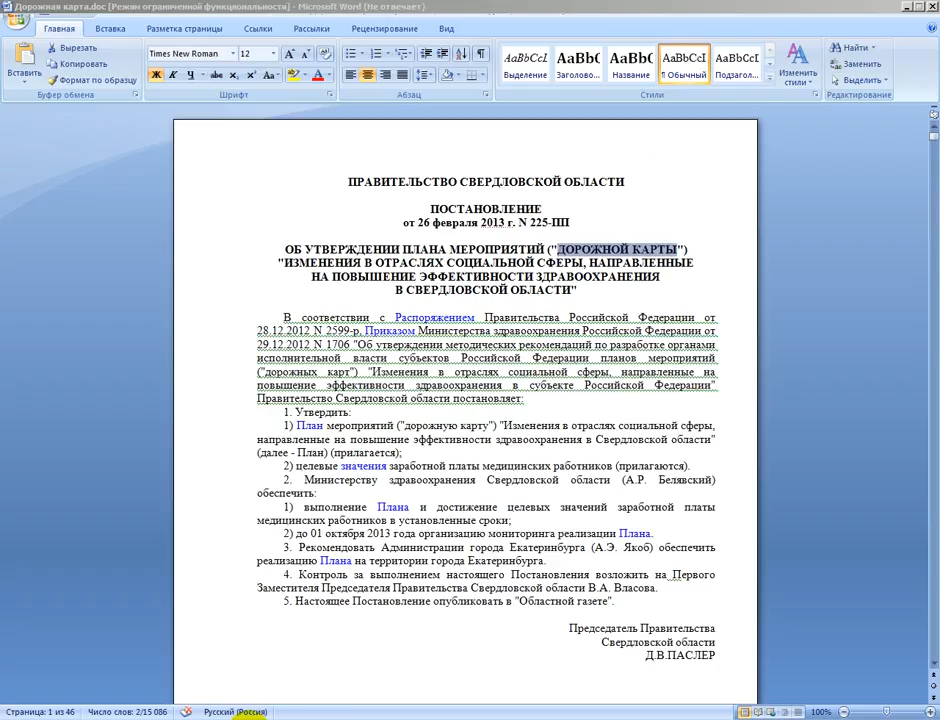 Дорожная карта.doc [Режим ограниченной функциональности] - Microsoft Word (Не отвечает)
Главная Вставка Разметка страницы Ссылки Рассылки Рецензирование Вид
Вставить
Вырезать
Копировать
Формат по образцу
Буфер обмена
Times New Roman 12
Шрифт
Абзац
AaBbCcI AaBbC AaBbC AaBbCcI AaBbCcI
Выделение Заголово... Название ¶ Обычный Подзагол...
Изменить стили
Стили
Найти
Заменить
Выделить
Редактирование
ПРАВИТЕЛЬСТВО СВЕРДЛОВСКОЙ ОБЛАСТИ
ПОСТАНОВЛЕНИЕ
от 26 февраля 2013 г. N 225-ПП
ОБ УТВЕРЖДЕНИИ ПЛАНА МЕРОПРИЯТИЙ ("ДОРОЖНОЙ КАРТЫ")
"ИЗМЕНЕНИЯ В ОТРАСЛЯХ СОЦИАЛЬНОЙ СФЕРЫ, НАПРАВЛЕННЫЕ
НА ПОВЫШЕНИЕ ЭФФЕКТИВНОСТИ ЗДРАВООХРАНЕНИЯ
В СВЕРДЛОВСКОЙ ОБЛАСТИ"
В соответствии с Распоряжением Правительства Российской Федерации от
28.12.2012 N 2599-р, Приказом Министерства здравоохранения Российской Федерации от
29.12.2012 N 1706 "Об утверждении методических рекомендаций по разработке органами
исполнительной власти субъектов Российской Федерации планов мероприятий
("дорожных карт") "Изменения в отраслях социальной сферы, направленные на
повышение эффективности здравоохранения в субъекте Российской Федерации"
Правительство Свердловской области постановляет:
1. Утвердить:
1) План мероприятий ("дорожную карту") "Изменения в отраслях социальной сферы,
направленные на повышение эффективности здравоохранения в Свердловской области"
(далее - План) (прилагается);
2) целевые значения заработной платы медицинских работников (прилагаются).
2. Министерству здравоохранения Свердловской области (А.Р. Белявский)
обеспечить:
1) выполнение Плана и достижение целевых значений заработной платы
медицинских работников в установленные сроки;
2) до 01 октября 2013 года организацию мониторинга реализации Плана.
3. Рекомендовать Администрации города Екатеринбурга (А.Э. Якоб) обеспечить
реализацию Плана на территории города Екатеринбурга.
4. Контроль за выполнением настоящего Постановления возложить на Первого
Заместителя Председателя Правительства Свердловской области В.А. Власова.
5. Настоящее Постановление опубликовать в "Областной газете".
Председатель Правительства
Свердловской области
Д.В.ПАСЛЕР
Страница: 1 из 46 Число слов: 2/15 086 Русский (Россия) 100%